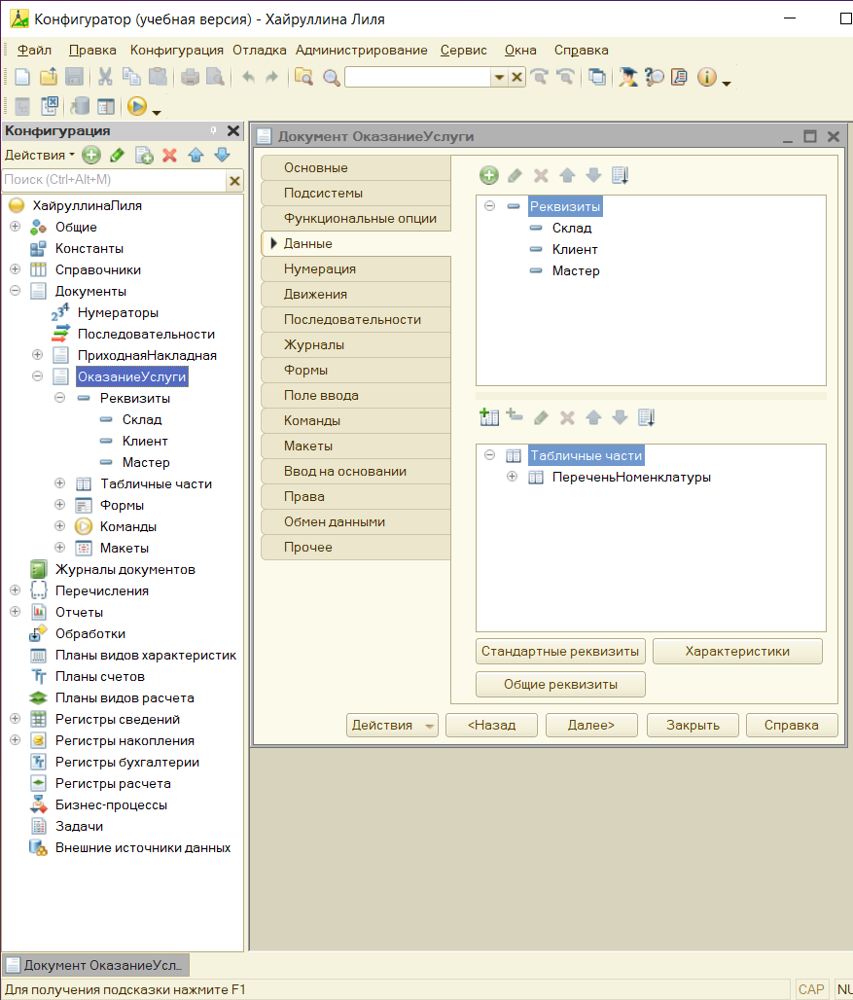 Конфигуратор (учебная версия) - Хайруллина Лиля
Файл Правка Конфигурация Отладка Администрирование Сервис Окна Справка
Конфигурация
Действия
Поиск (Ctrl+Alt+M)
ХайруллинаЛиля
Общие
Константы
Справочники
Документы
Нумераторы
Последовательности
ПриходнаяНакладная
ОказаниеУслуги
Реквизиты
Склад
Клиент
Мастер
Табличные части
Формы
Команды
Макеты
Журналы документов
Перечисления
Отчеты
Обработки
Планы видов характеристик
Планы счетов
Планы видов расчета
Регистры сведений
Регистры накопления
Регистры бухгалтерии
Регистры расчета
Бизнес-процессы
Задачи
Внешние источники данных
Документ ОказаниеУслуги
Основные
Подсистемы
Функциональные опции
Данные
Нумерация
Движения
Последовательности
Журналы
Формы
Поле ввода
Команды
Макеты
Ввод на основании
Права
Обмен данными
Прочее
Реквизиты
Склад
Клиент
Мастер
Табличные части
ПереченьНоменклатуры
Стандартные реквизиты Характеристики
Общие реквизиты
Действия <Назад Далее> Закрыть Справка
Документ ОказаниеУсл...
Для получения подсказки нажмите F1 CAP NU